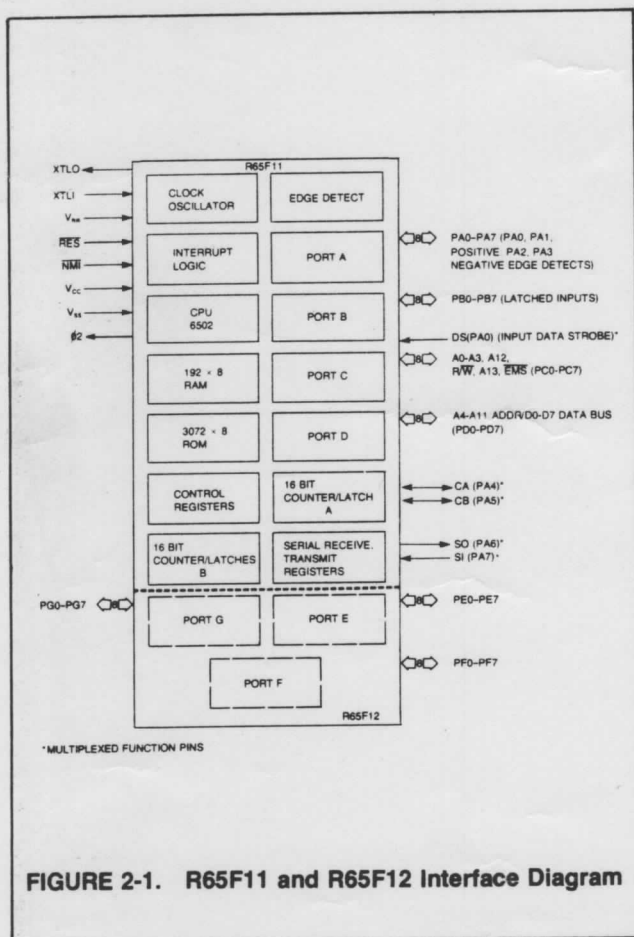 R65F11
XTLO
XTLI
VRR
RES
NMI
VCC
VSS
φ2
CLOCK
OSCILLATOR
EDGE DETECT
INTERRUPT
LOGIC
PORT A
CPU
6502
PORT B
192 × 8
RAM
PORT C
3072 × 8
ROM
PORT D
CONTROL
REGISTERS
16 BIT
COUNTER/LATCH
A
16 BIT
COUNTER/LATCHES
B
SERIAL RECEIVE.
TRANSMIT
REGISTERS
8 PA0-PA7 (PA0, PA1,
POSITIVE PA2, PA3
NEGATIVE EDGE DETECTS)
8 PB0-PB7 (LATCHED INPUTS)
DS(PA0) (INPUT DATA STROBE)*
8 A0-A3, A12,
R/W, A13, EMS (PC0-PC7)
8 A4-A11 ADDR/D0-D7 DATA BUS
(PD0-PD7)
CA (PA4)*
CB (PA5)*
SO (PA6)*
SI (PA7)*
PG0-PG7 8
PORT G
PORT E
8 PE0-PE7
PORT F
8 PF0-PF7
R65F12
*MULTIPLEXED FUNCTION PINS
FIGURE 2-1. R65F11 and R65F12 Interface Diagram